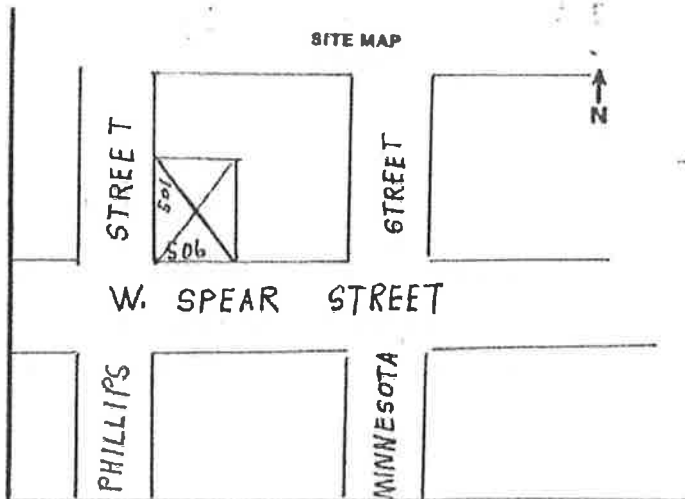 SITE MAP
N
STREET
STREET
501
506
W. SPEAR STREET
PHILLIPS
MINNESOTA